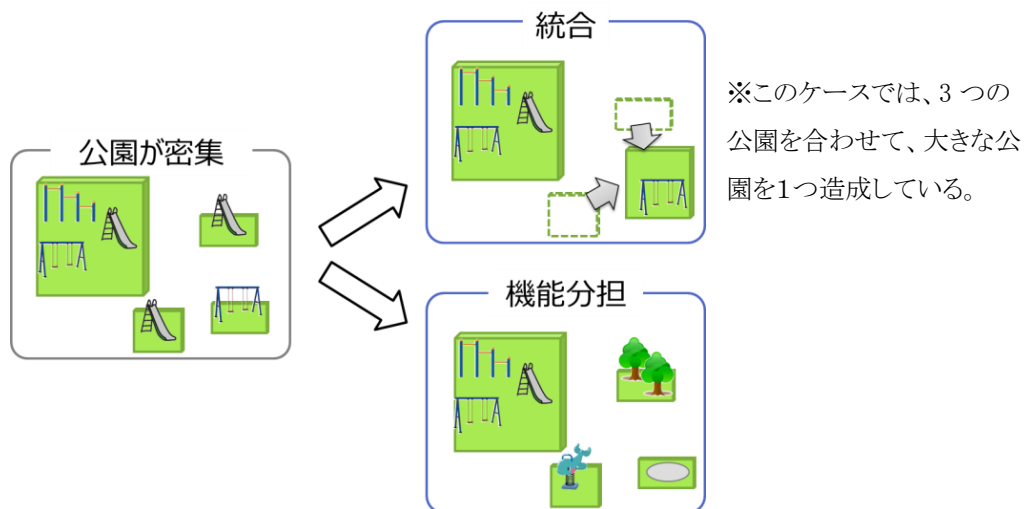 統合
※このケースでは、3 つの
公園を合わせて、大きな公
園を1つ造成している。
公園が密集
機能分担